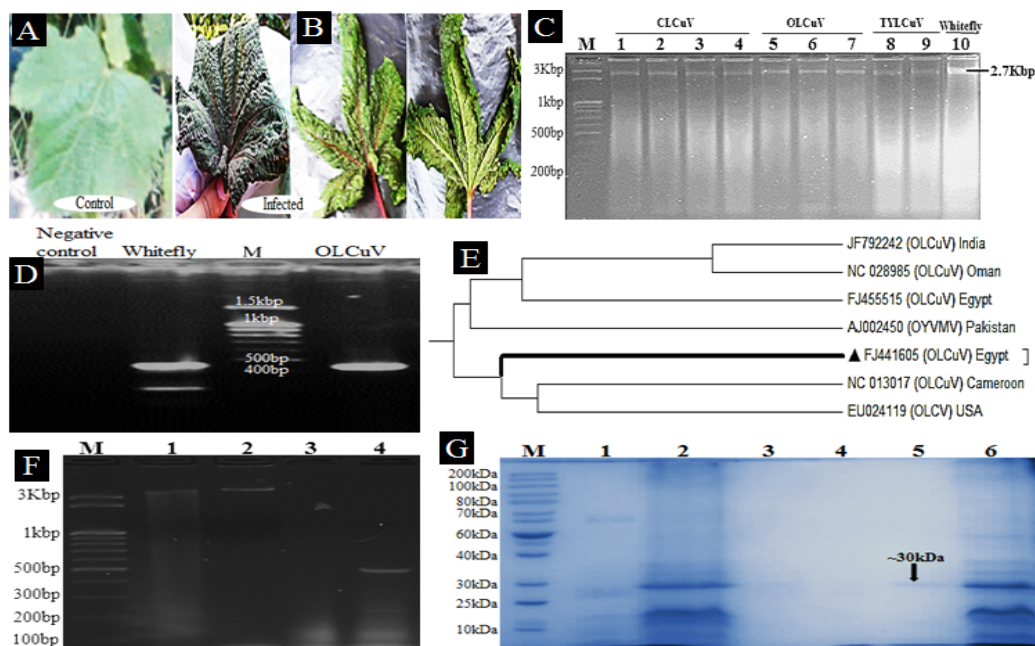 A
Control
Infected
B
C
CLCuV OLCuV TYLCuV Whitefly
M 1 2 3 4 5 6 7 8 9 10
3Kbp
2.7Kbp
1kbp
500bp
200bp
D
Negative
control Whitefly M OLCuV
1.5kbp
1kbp
500bp
400bp
E
JF792242 (OLCuV) India
NC 028985 (OLCuV) Oman
FJ455515 (OLCuV) Egypt
AJ002450 (OYVMV) Pakistan
▲ FJ441605 (OLCuV) Egypt
NC 013017 (OLCuV) Cameroon
EU024119 (OLCV) USA
F
M 1 2 3 4
3Kbp
1kbp
500bp
300bp
200bp
100bp
G
M 1 2 3 4 5 6
200kDa
100kDa
80kDa
70kDa
60kDa
40kDa
~30kDa
30kDa
25kDa
10kDa